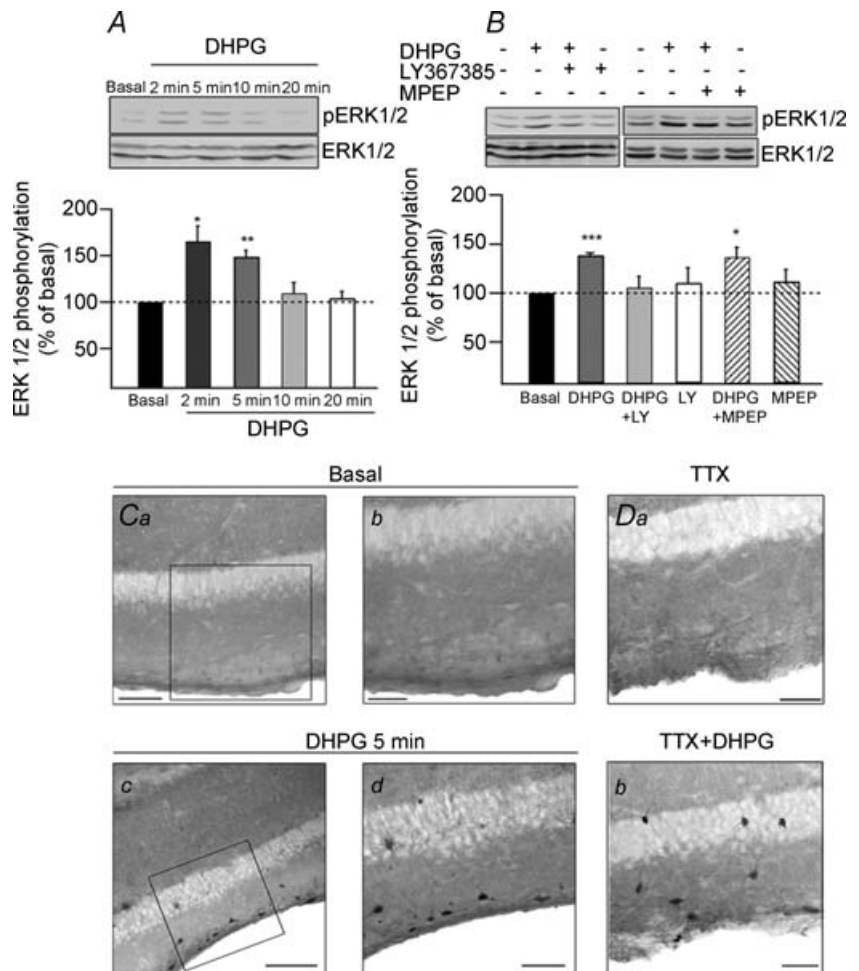 A
DHPG
Basal 2 min 5 min 10 min 20 min
pERK1/2
ERK1/2
ERK 1/2 phosphorylation
(% of basal)
200
150
100
50
*
**
Basal
2 min 5 min 10 min 20 min
DHPG
B
DHPG - + + - - + + -
LY367385 - - + + - - - -
MPEP - - - - - - + +
pERK1/2
ERK1/2
ERK 1/2 phosphorylation
(% of basal)
200
150
100
50
***
*
Basal DHPG DHPG LY DHPG MPEP
+LY +MPEP
Basal
TTX
Ca
b
Da
DHPG 5 min
TTX+DHPG
c
d
b